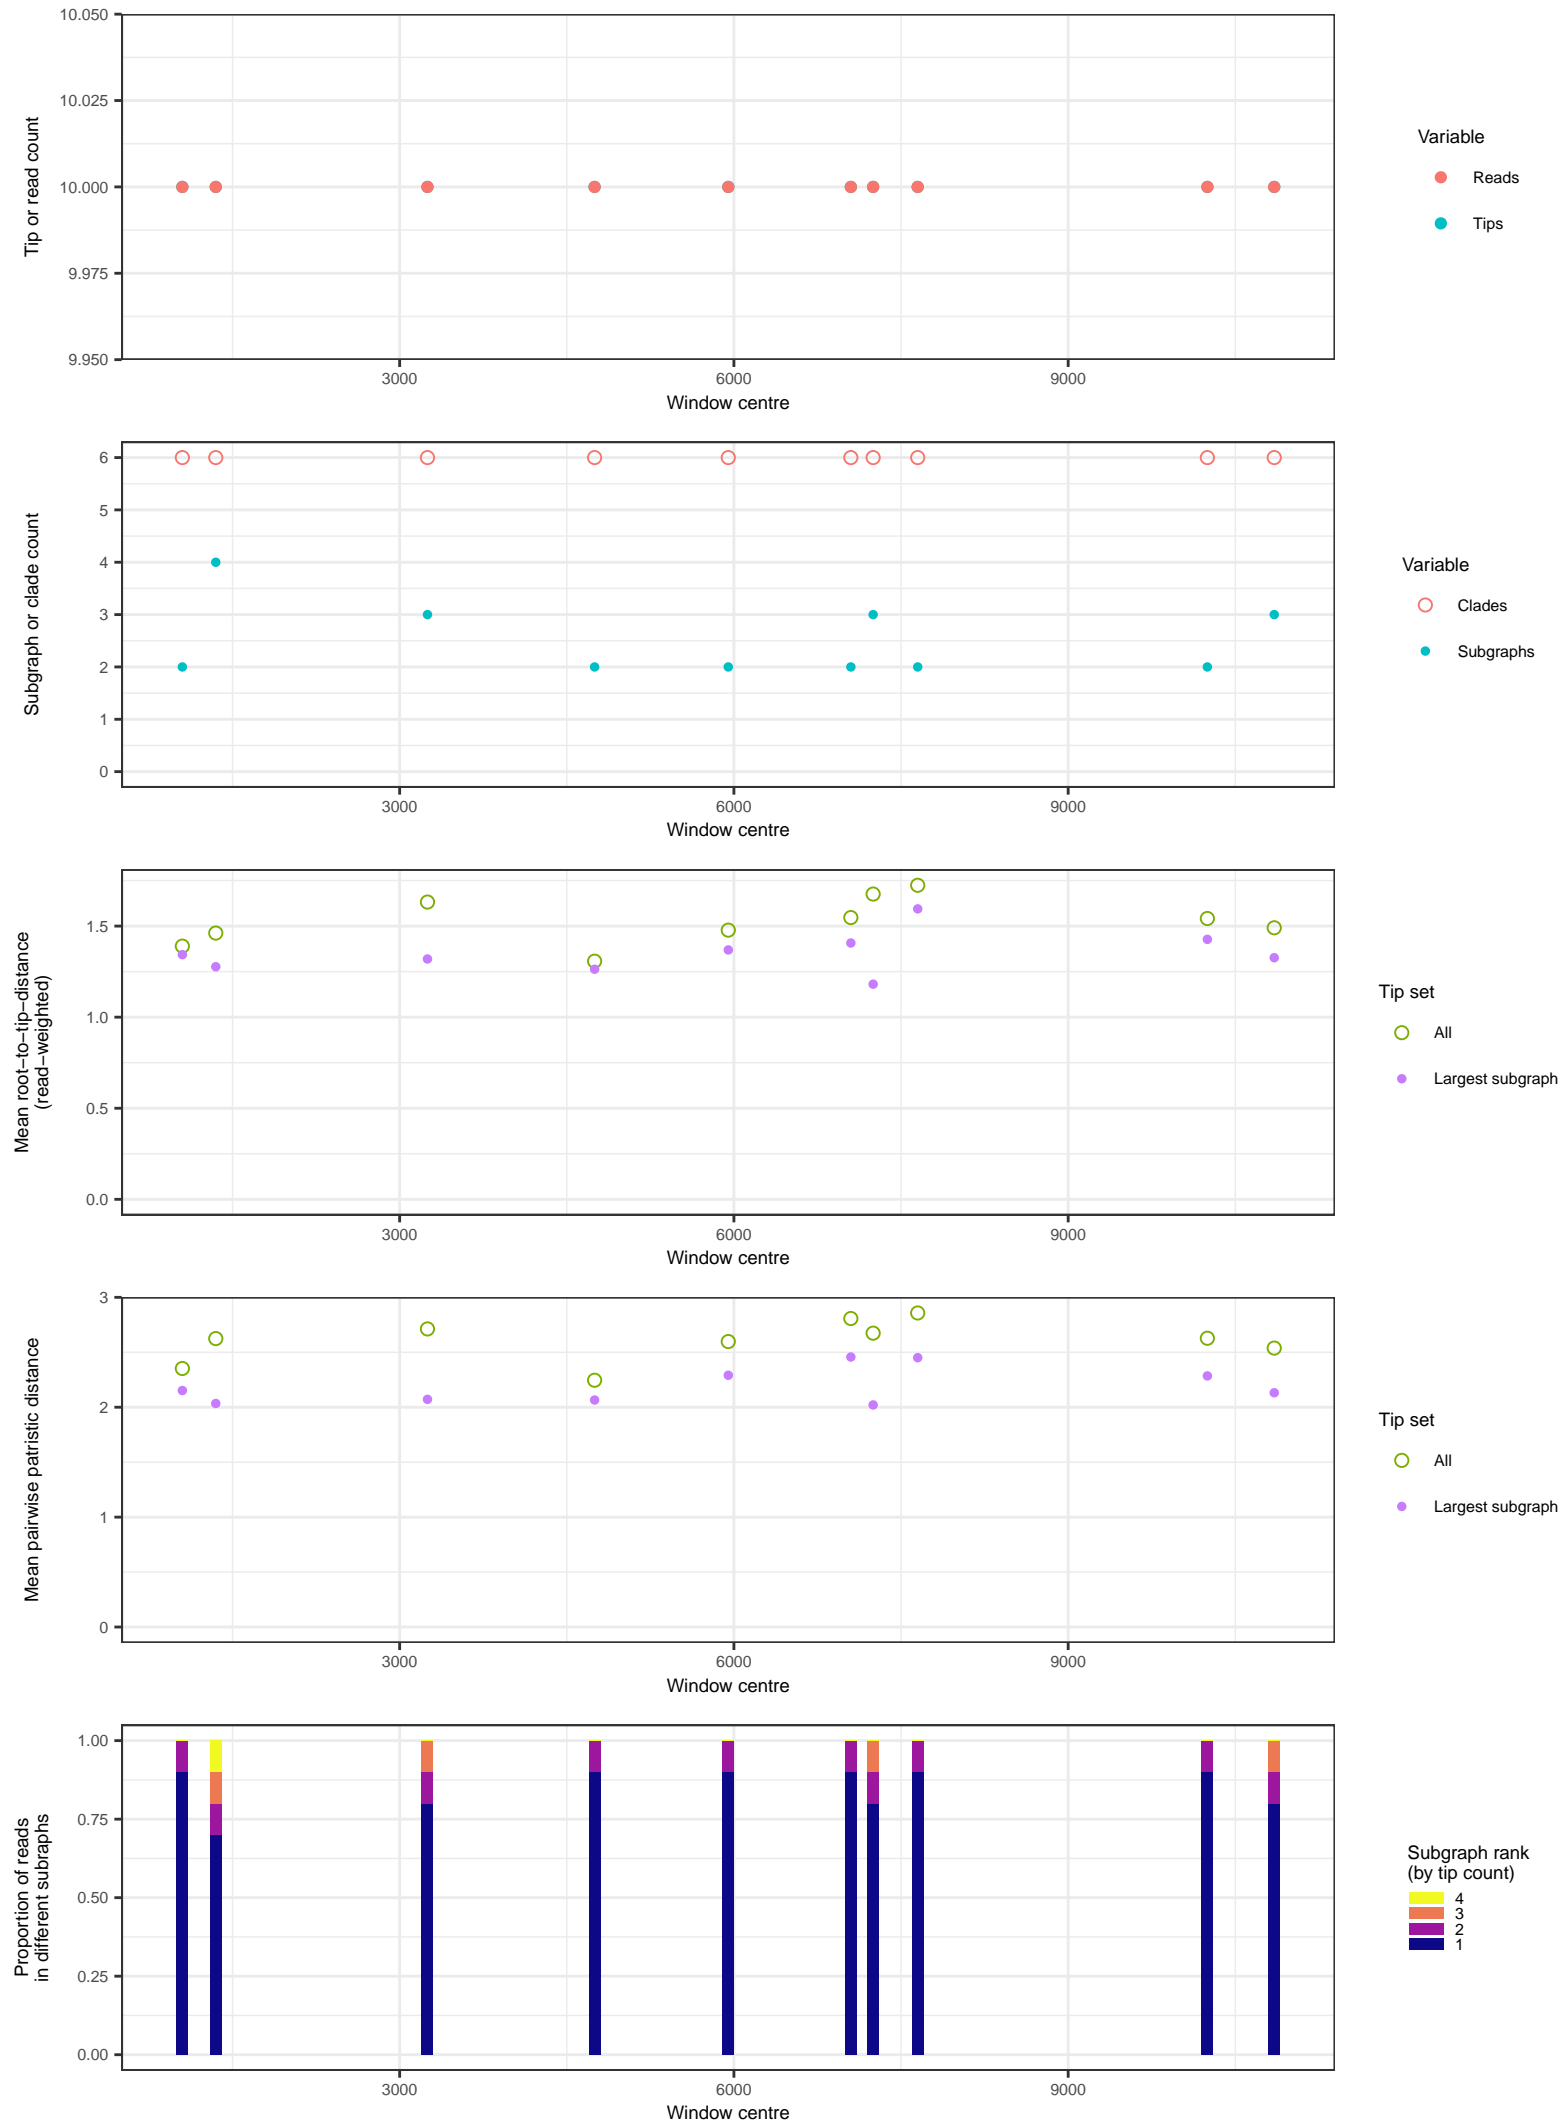 10.050
10.025
10.000
9.975
9.950
Tip or read count
3000
6000
9000
Window centre
Variable
Reads
Tips
6
5
4
3
2
1
0
Subgraph or clade count
3000
6000
9000
Window centre
Variable
Clades
Subgraphs
1.5
1.0
0.5
0.0
Mean root−to−tip−distance
(read−weighted)
3000
6000
9000
Window centre
Tip set
All
Largest subgraph
3
2
1
0
Mean pairwise patristic distance
3000
6000
9000
Window centre
Tip set
All
Largest subgraph
1.00
0.75
0.50
0.25
0.00
Proportion of reads
in different subraphs
3000
6000
9000
Window centre
Subgraph rank
(by tip count)
4
3
2
1